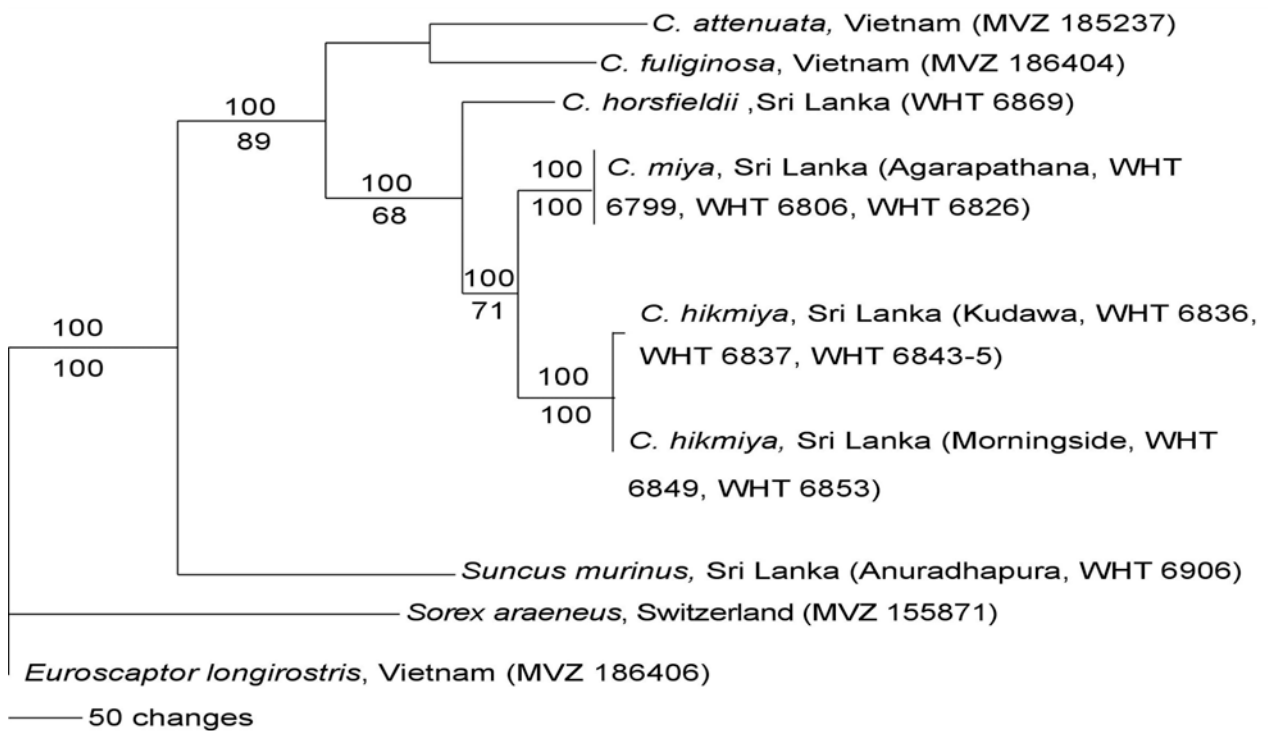 C. attenuata, Vietnam (MVZ 185237)
C. fuliginosa, Vietnam (MVZ 186404)
100
89
C. horsfieldii ,Sri Lanka (WHT 6869)
100
68
100
100
C. miya, Sri Lanka (Agarapathana, WHT
6799, WHT 6806, WHT 6826)
100
71
C. hikmiya, Sri Lanka (Kudawa, WHT 6836,
WHT 6837, WHT 6843-5)
100
100
100
100
C. hikmiya, Sri Lanka (Morningside, WHT
6849, WHT 6853)
Suncus murinus, Sri Lanka (Anuradhapura, WHT 6906)
Sorex araeneus, Switzerland (MVZ 155871)
Euroscaptor longirostris, Vietnam (MVZ 186406)
50 changes